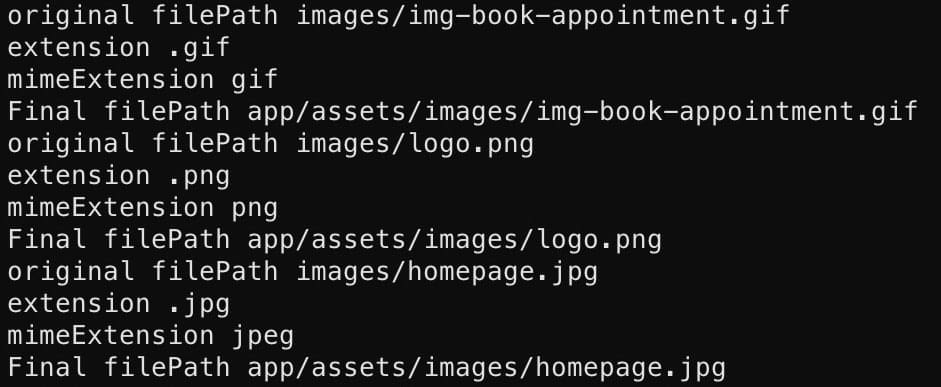 original filePath images/img-book-appointment.gif
extension .gif
mimeExtension gif
Final filePath app/assets/images/img-book-appointment.gif
original filePath images/logo.png
extension .png
mimeExtension png
Final filePath app/assets/images/logo.png
original filePath images/homepage.jpg
extension .jpg
mimeExtension jpeg
Final filePath app/assets/images/homepage.jpg